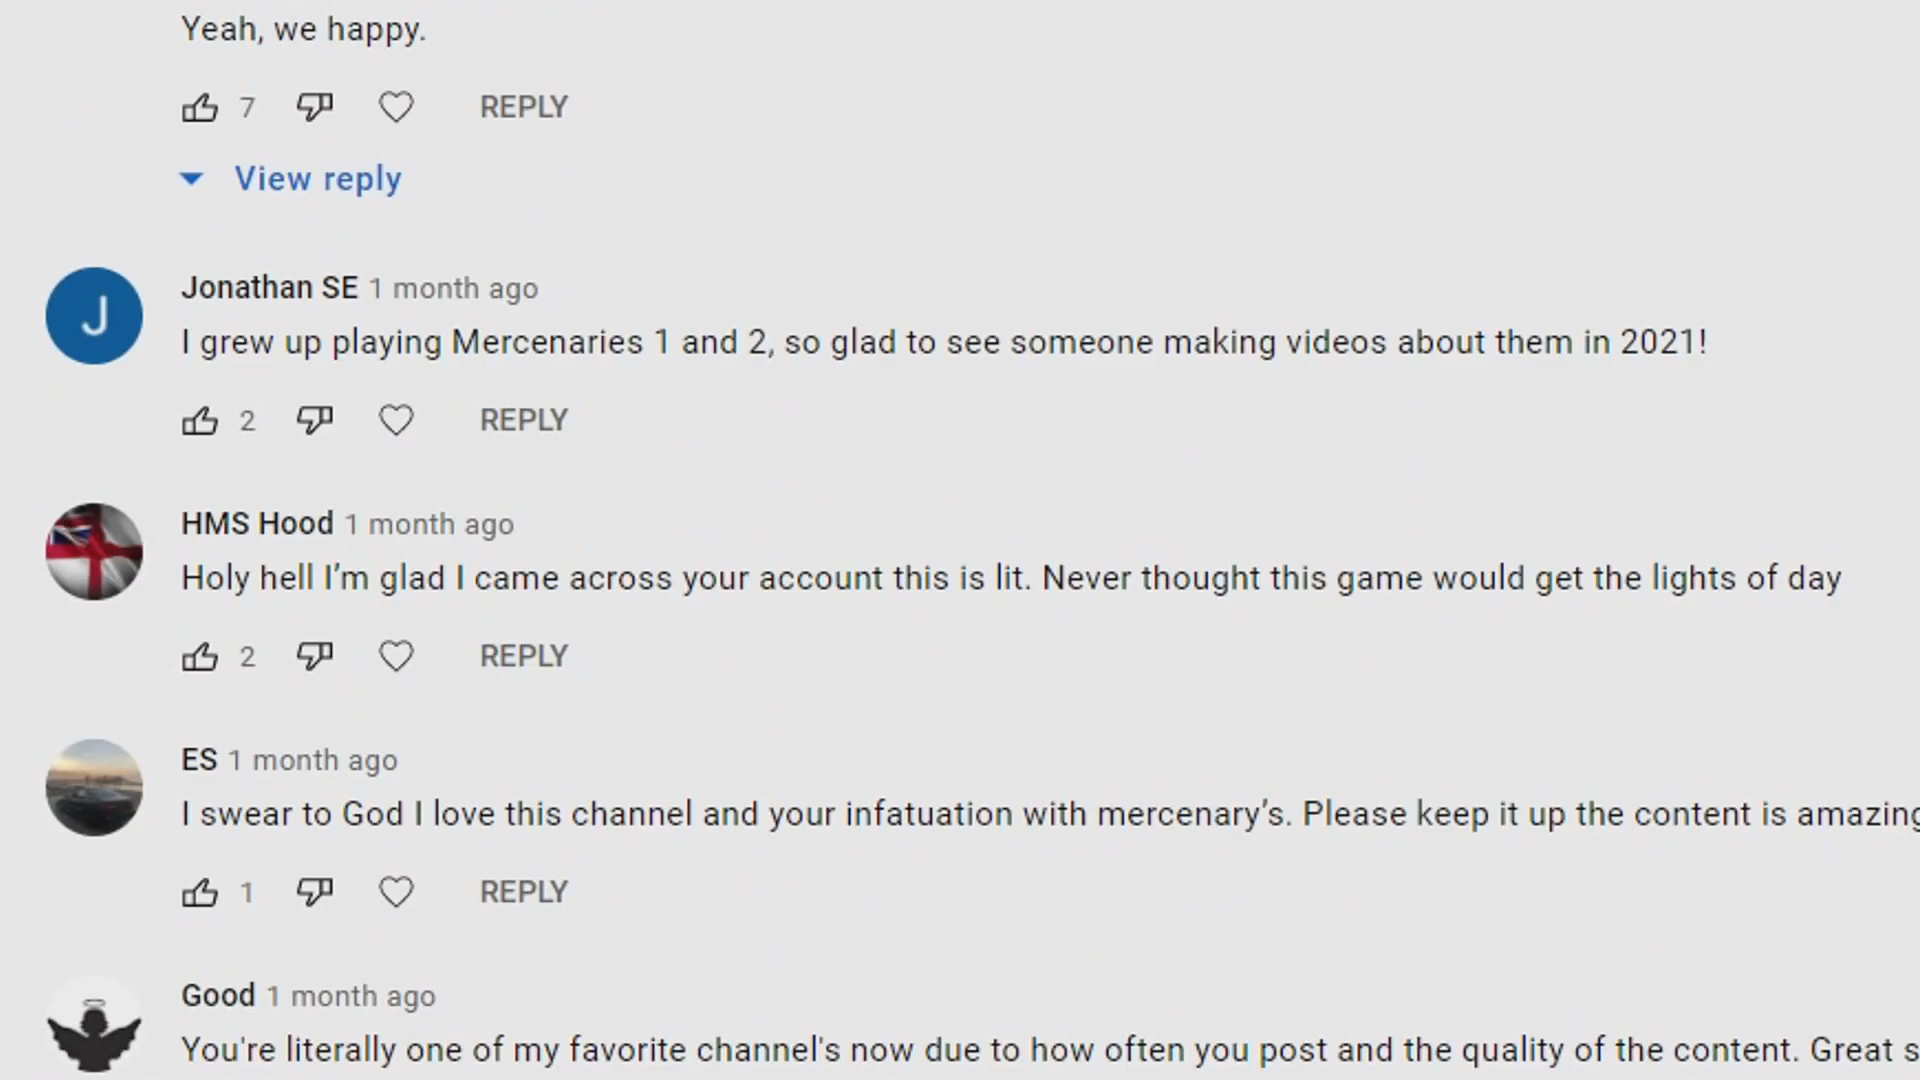 Yeah, we happy.
7 REPLY
View reply
J
Jonathan SE 1 month ago
I grew up playing Mercenaries 1 and 2, so glad to see someone making videos about them in 2021!
2 REPLY
HMS Hood 1 month ago
Holy hell I’m glad I came across your account this is lit. Never thought this game would get the lights of day
2 REPLY
ES 1 month ago
I swear to God I love this channel and your infatuation with mercenary’s. Please keep it up the content is amazing
1 REPLY
Good 1 month ago
You're literally one of my favorite channel's now due to how often you post and the quality of the content. Great s